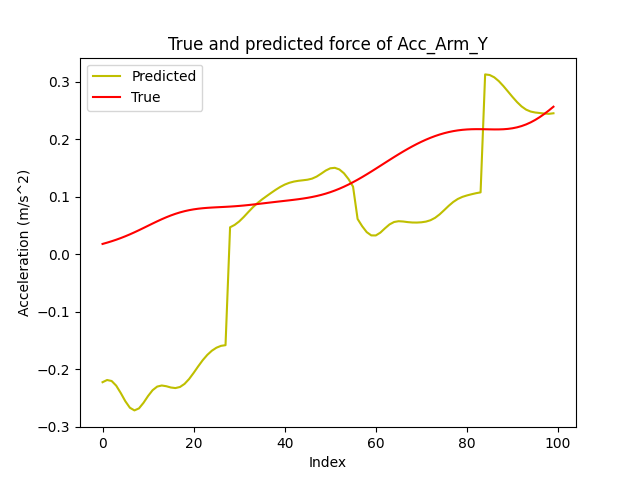 True and predicted force of Acc_Arm_Y
Predicted
True
0.3
0.2
0.1
0.0
−0.1
−0.2
−0.3
Acceleration (m/s^2)
0
20
40
60
80
100
Index